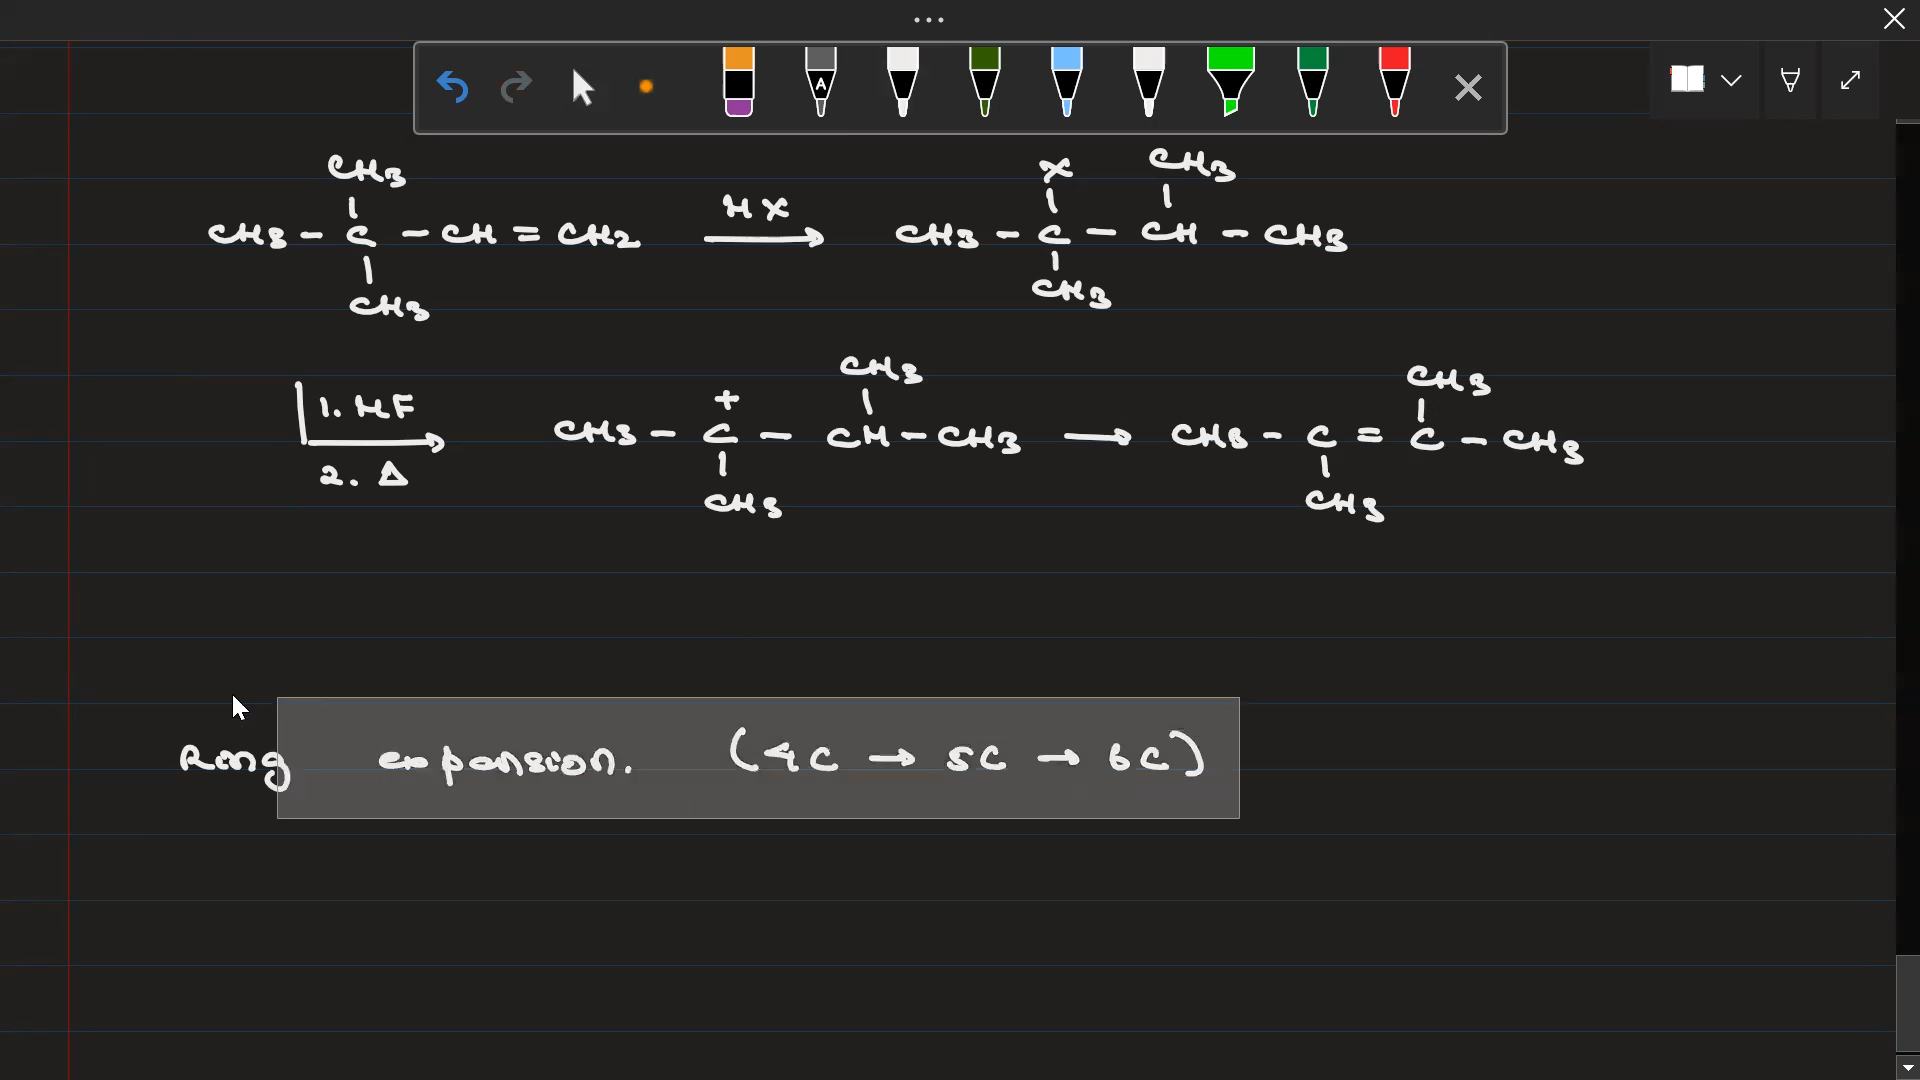 CH3 CH3
CH3 - C - CH = CH2 HX → CH3 - C - CH - CH3
CH3 X CH3
1. HF
2. Δ
CH3 - C+ - CH - CH3 → CH3 - C = C - CH3
CH3 CH3 CH3 CH3
Ring expansion. (4C → 5C → 6C)